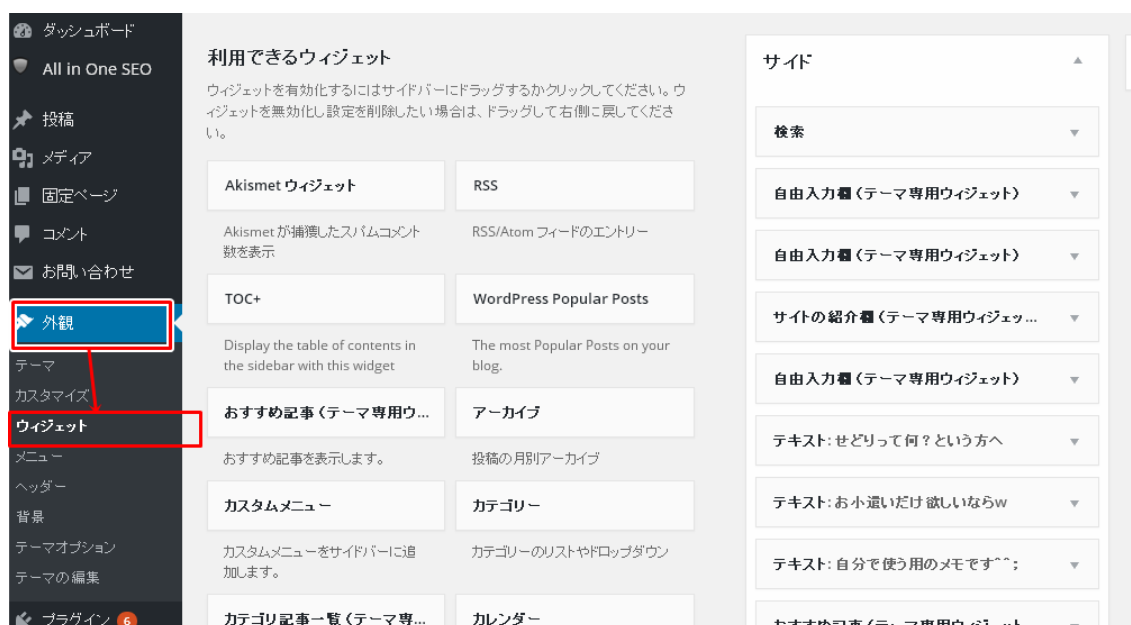 ダッシュボード
All in One SEO
投稿
メディア
固定ページ
コメント
お問い合わせ
外観
テーマ
カスタマイズ
ウィジェット
メニュー
ヘッダー
背景
テーマオプション
テーマの編集
プラグイン 6
利用できるウィジェット
ウィジェットを有効化するにはサイドバーにドラッグするかクリックしてください。ウ
ィジェットを無効化し設定を削除したい場合は、ドラッグして右側に戻してくださ
い。
Akismet ウィジェット
RSS
Akismet が捕獲したスパムコメント
数を表示
RSS/Atom フィードのエントリー
TOC+
WordPress Popular Posts
Display the table of contents in
the sidebar with this widget
The most Popular Posts on your
blog.
おすすめ記事（テーマ専用ウ...
アーカイブ
おすすめ記事を表示します。
投稿の月別アーカイブ
カスタムメニュー
カテゴリー
カスタムメニューをサイドバーに追
加します。
カテゴリーのリストやドロップダウン
カテゴリ記事一覧（テーマ専...
カレンダー
サイド
検索
自由入力欄（テーマ専用ウィジェット）
自由入力欄（テーマ専用ウィジェット）
サイトの紹介欄（テーマ専用ウィジェッ...
自由入力欄（テーマ専用ウィジェット）
テキスト: せどりって何？という方へ
テキスト: お小遣いだけ欲しいならw
テキスト: 自分で使う用のメモです^^;
おすすめ記事（テーマ専用ウィジェット